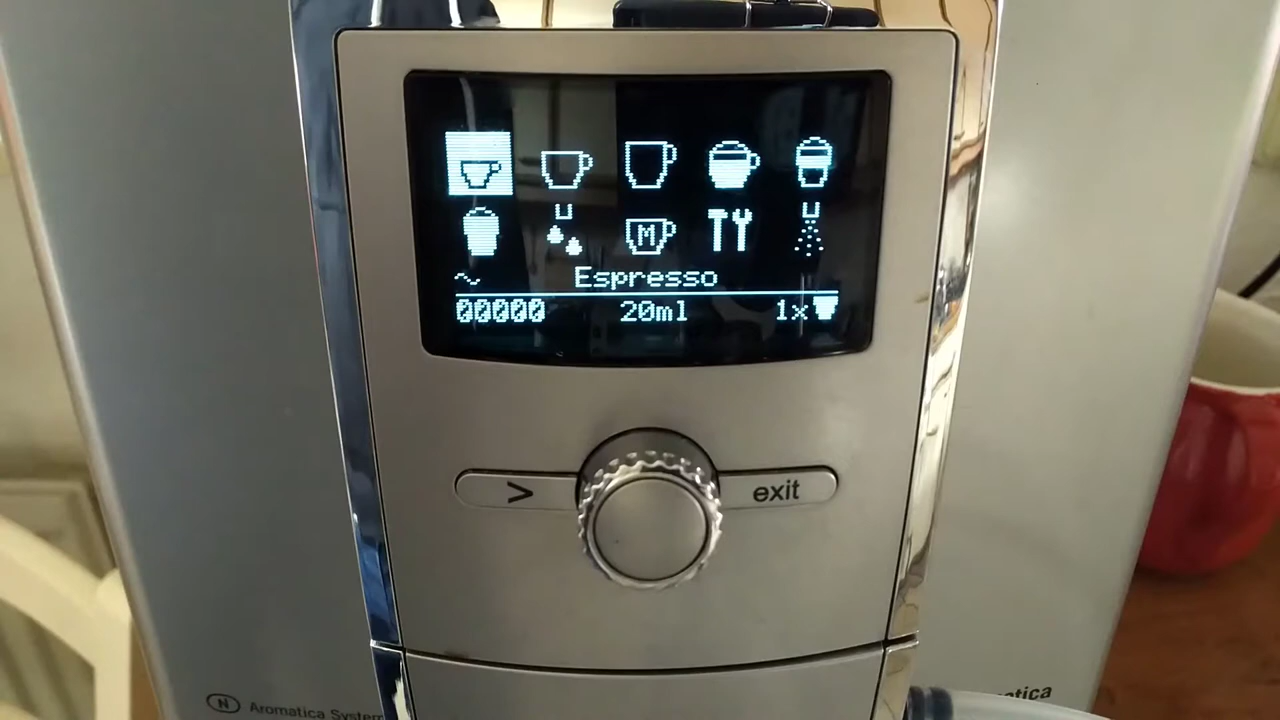 M
~ Espresso
00000 20ml 1x
> exit
N Aromatica System